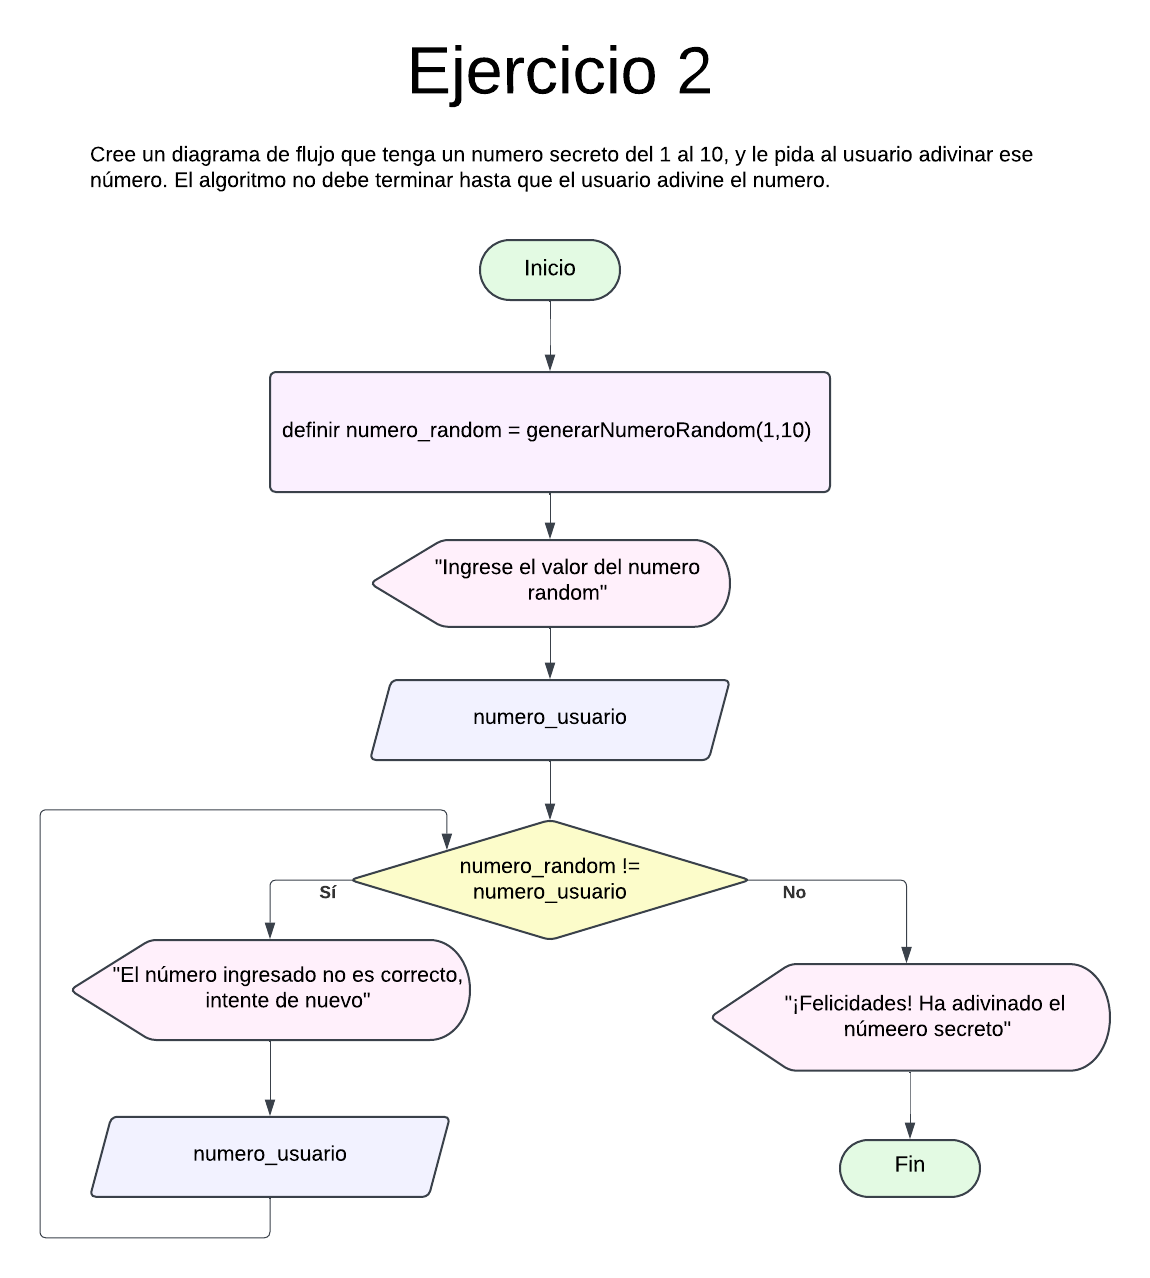 Ejercicio 2
Cree un diagrama de flujo que tenga un numero secreto del 1 al 10, y le pida al usuario adivinar ese
número. El algoritmo no debe terminar hasta que el usuario adivine el numero.
Inicio
definir numero_random = generarNumeroRandom(1,10)
"Ingrese el valor del numero
random"
numero_usuario
numero_random !=
numero_usuario
Sí
No
"El número ingresado no es correcto,
intente de nuevo"
"¡Felicidades! Ha adivinado el
númeero secreto"
numero_usuario
Fin